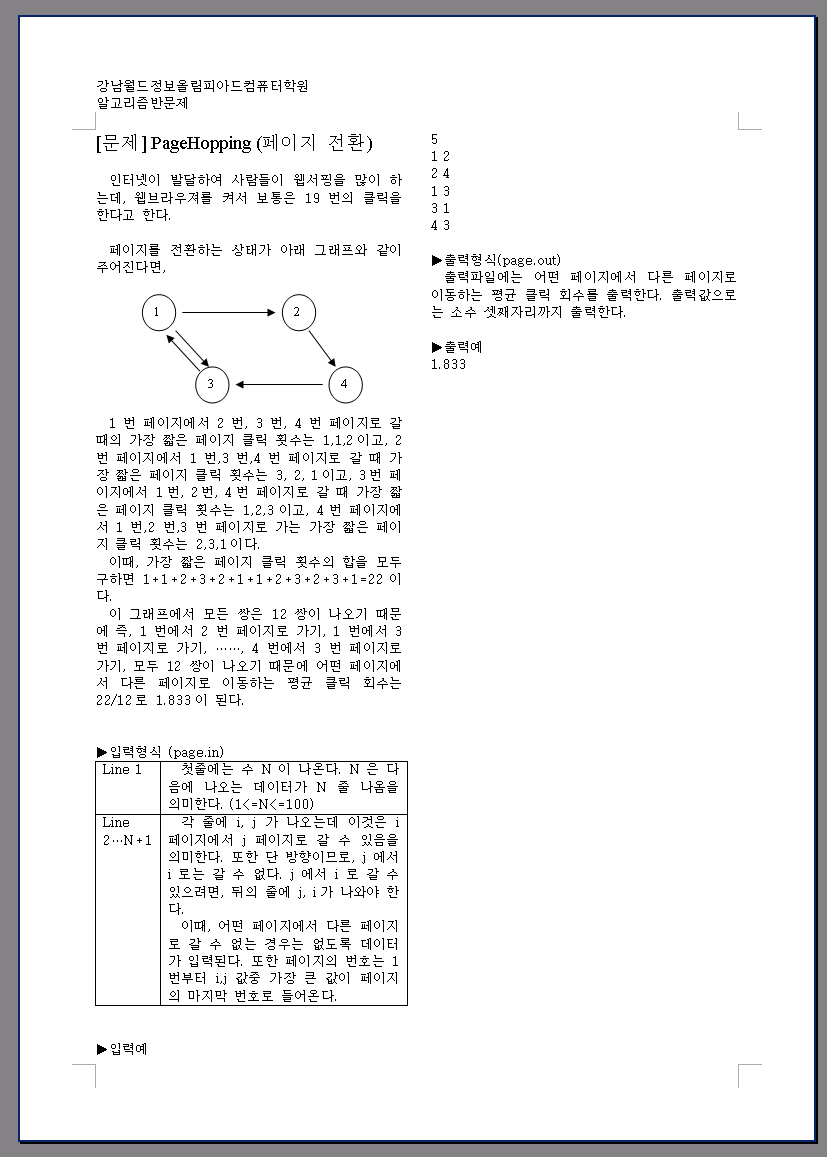 강남월드정보올림피아드컴퓨터학원
알고리즘반문제
[문제] PageHopping (페이지 전환)
인터넷이 발달하여 사람들이 웹서핑을 많이 하
는데, 웹브라우져를 켜서 보통은 19 번의 클릭을
한다고 한다.
페이지를 전환하는 상태가 아래 그래프와 같이
주어진다면,
1 2
3 4
1 번 페이지에서 2 번, 3 번, 4 번 페이지로 갈
때의 가장 짧은 페이지 클릭 횟수는 1,1,2이고, 2
번 페이지에서 1 번,3 번,4 번 페이지로 갈 때 가
장 짧은 페이지 클릭 횟수는 3, 2, 1이고, 3번 페
이지에서 1번, 2번, 4번 페이지로 갈 때 가장 짧
은 페이지 클릭 횟수는 1,2,3이고, 4 번 페이지에
서 1 번,2 번,3 번 페이지로 가는 가장 짧은 페이
지 클릭 횟수는 2,3,1이다.
이때, 가장 짧은 페이지 클릭 횟수의 합을 모두
구하면 1+1+2+3+2+1+1+2+3+2+3+1=22 이
다.
이 그래프에서 모든 쌍은 12 쌍이 나오기 때문
에 즉, 1 번에서 2 번 페이지로 가기, 1 번에서 3
번 페이지로 가기, ……, 4 번에서 3 번 페이지로
가기, 모두 12 쌍이 나오기 때문에 어떤 페이지에
서 다른 페이지로 이동하는 평균 클릭 회수는
22/12로 1.833이 된다.
▶입력형식 (page.in)
Line 1 첫줄에는 수 N 이 나온다. N 은 다
음에 나오는 데이터가 N 줄 나옴을
의미한다. (1<=N<=100)
Line 각 줄에 i, j 가 나오는데 이것은 i
2…N+1 페이지에서 j 페이지로 갈 수 있음을
의미한다. 또한 단 방향이므로, j 에서
i 로는 갈 수 없다. j 에서 i 로 갈 수
있으려면, 뒤의 줄에 j, i가 나와야 한
다.
이때, 어떤 페이지에서 다른 페이지
로 갈 수 없는 경우는 없도록 데이터
가 입력된다. 또한 페이지의 번호는 1
번부터 i,j 값중 가장 큰 값이 페이지
의 마지막 번호로 들어온다.
▶입력예
5
1 2
2 4
1 3
3 1
4 3
▶출력형식(page.out)
출력파일에는 어떤 페이지에서 다른 페이지로
이동하는 평균 클릭 회수를 출력한다. 출력값으로
는 소수 셋째자리까지 출력한다.
▶출력예
1.833